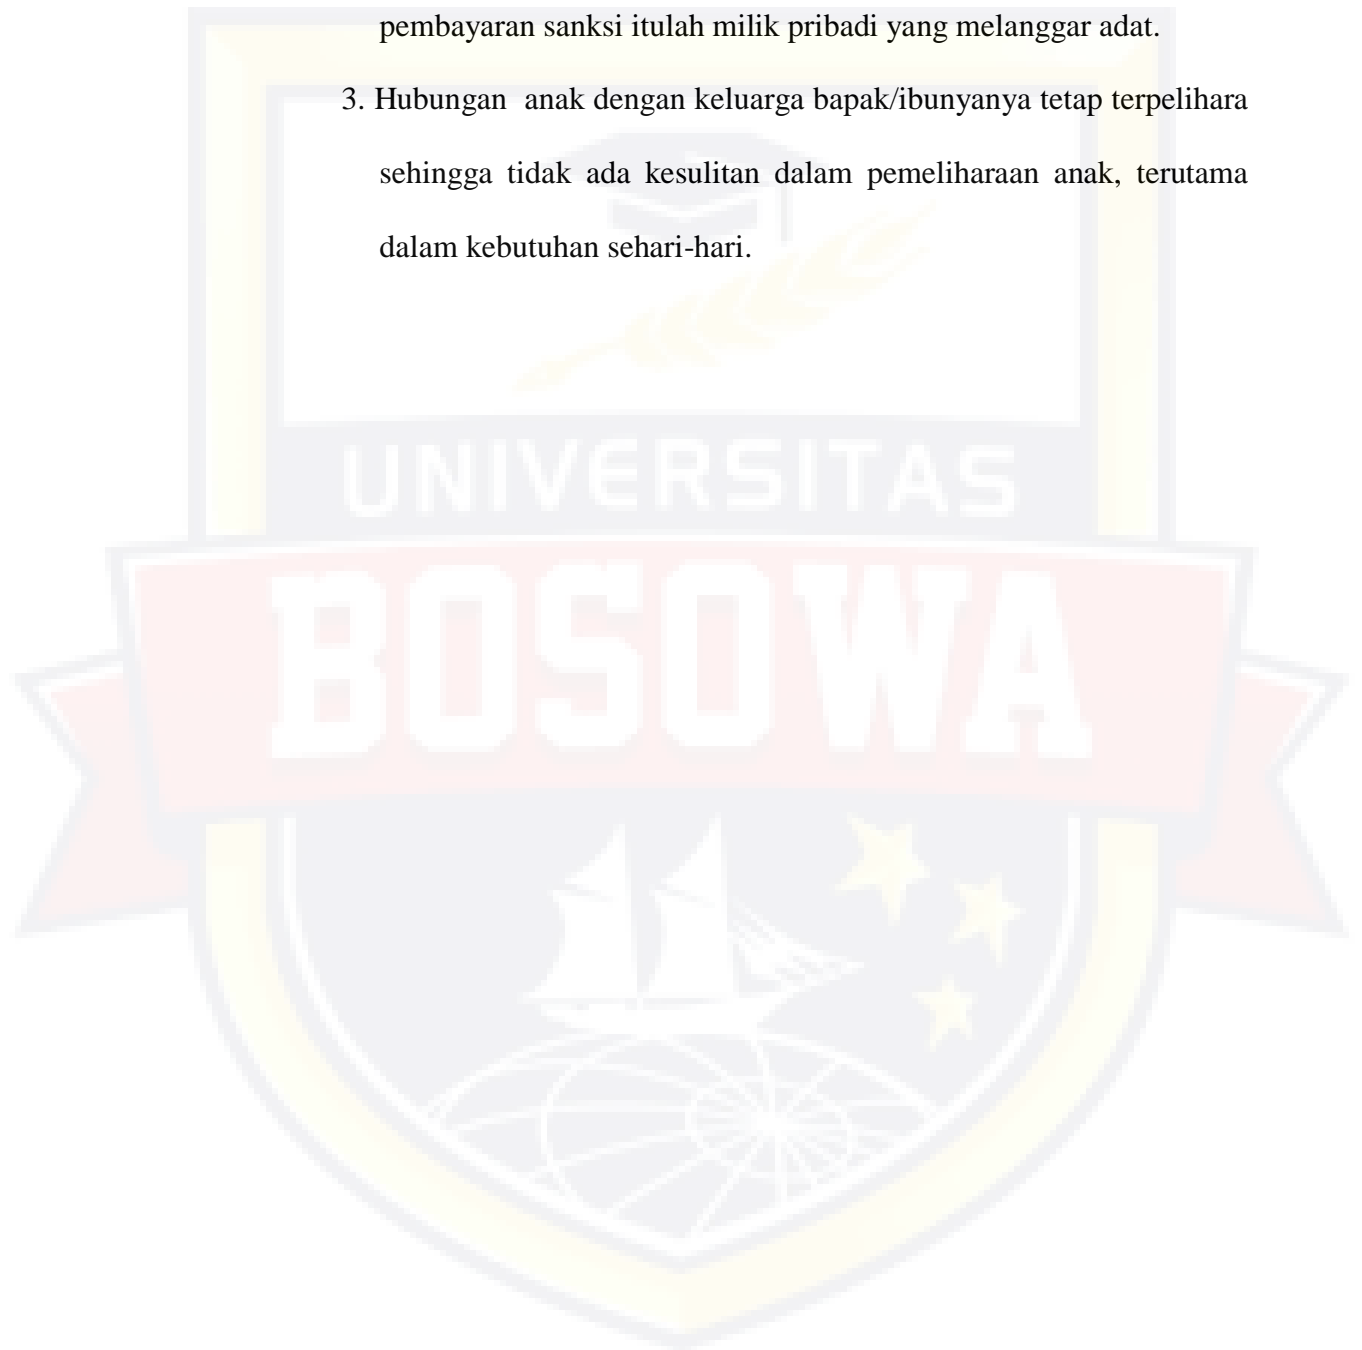 pembayaran sanksi itulah milik pribadi yang melanggar adat.
3. Hubungan anak dengan keluarga bapak/ibunyanya tetap terpelihara
sehingga tidak ada kesulitan dalam pemeliharaan anak, terutama
dalam kebutuhan sehari-hari.
UNIVERSITAS
BOSOWA